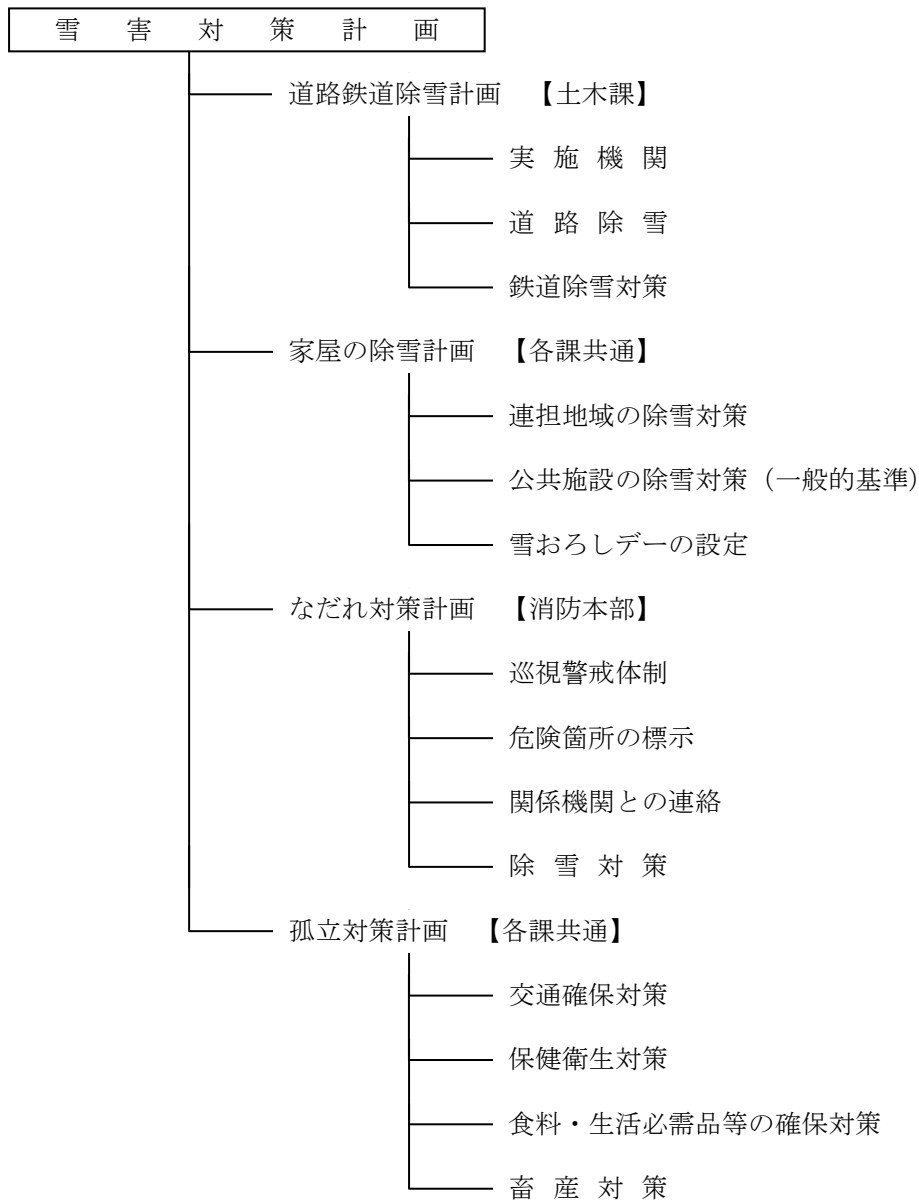 雪害対策計画
道路鉄道除雪計画 【土木課】
実施機関
道路除雪
鉄道除雪対策
家屋の除雪計画 【各課共通】
連担地域の除雪対策
公共施設の除雪対策（一般的基準）
雪おろしデーの設定
なだれ対策計画 【消防本部】
巡視警戒体制
危険箇所の標示
関係機関との連絡
除雪対策
孤立対策計画 【各課共通】
交通確保対策
保健衛生対策
食料・生活必需品等の確保対策
畜産対策